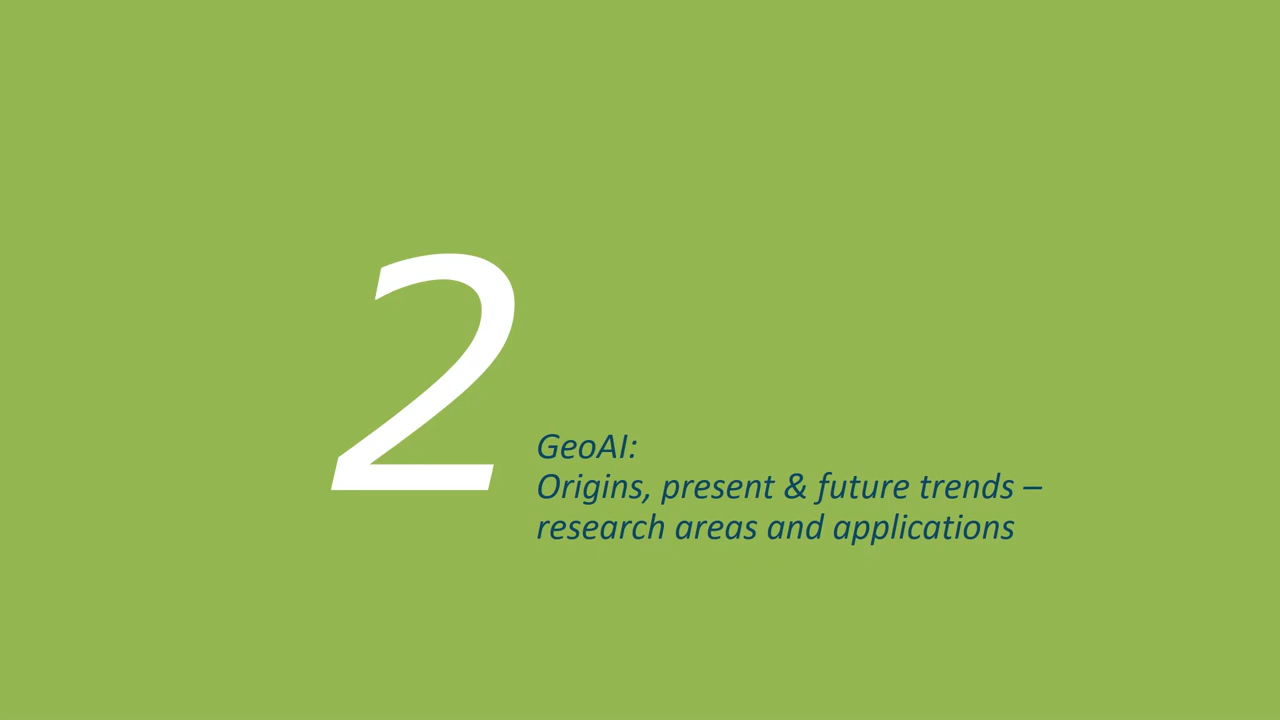 2
GeoAI:
Origins, present & future trends –
research areas and applications